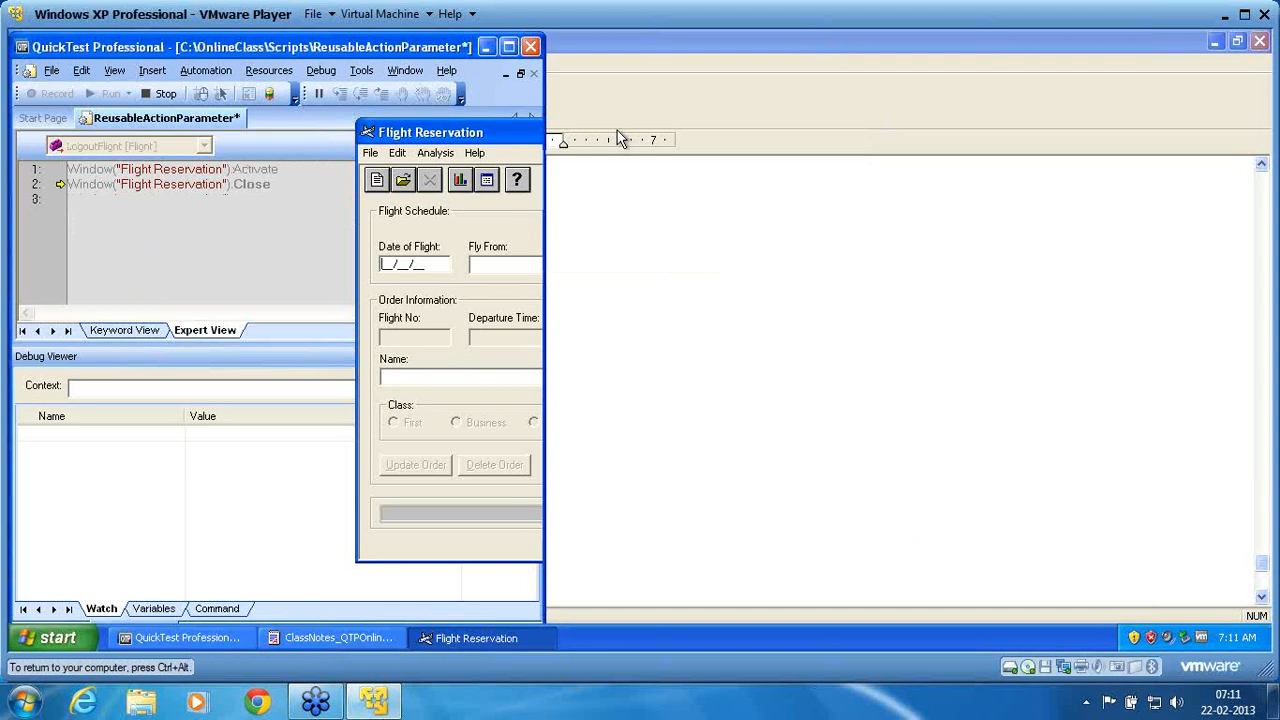 Windows XP Professional - VMware Player File Virtual Machine Help
QuickTest Professional - [C:\OnlineClass\Scripts\ReusableActionParameter*]
File Edit View Insert Automation Resources Debug Tools Window Help
Record Run Stop
Start Page ReusableActionParameter*
LogoutFlight [Flight]
1: Window("Flight Reservation").Activate
2: Window("Flight Reservation").Close
3:
Keyword View Expert View
Debug Viewer
Context:
Name Value
Watch Variables Command
Flight Reservation
File Edit Analysis Help
Flight Schedule:
Date of Flight: Fly From:
__/__/__
Order Information:
Flight No: Departure Time:
Name:
Class:
First Business
Update Order Delete Order
7
NUM
start QuickTest Profession... ClassNotes_QTPOnlin... Flight Reservation 7:11 AM
To return to your computer, press Ctrl+Alt. vmware
07:11
22-02-2013